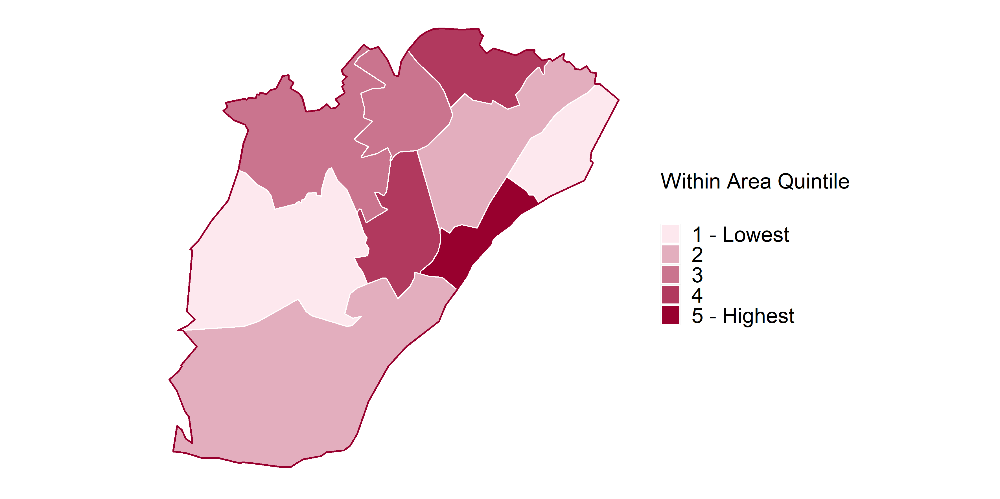 Within Area Quintile
1 - Lowest
2
3
4
5 - Highest